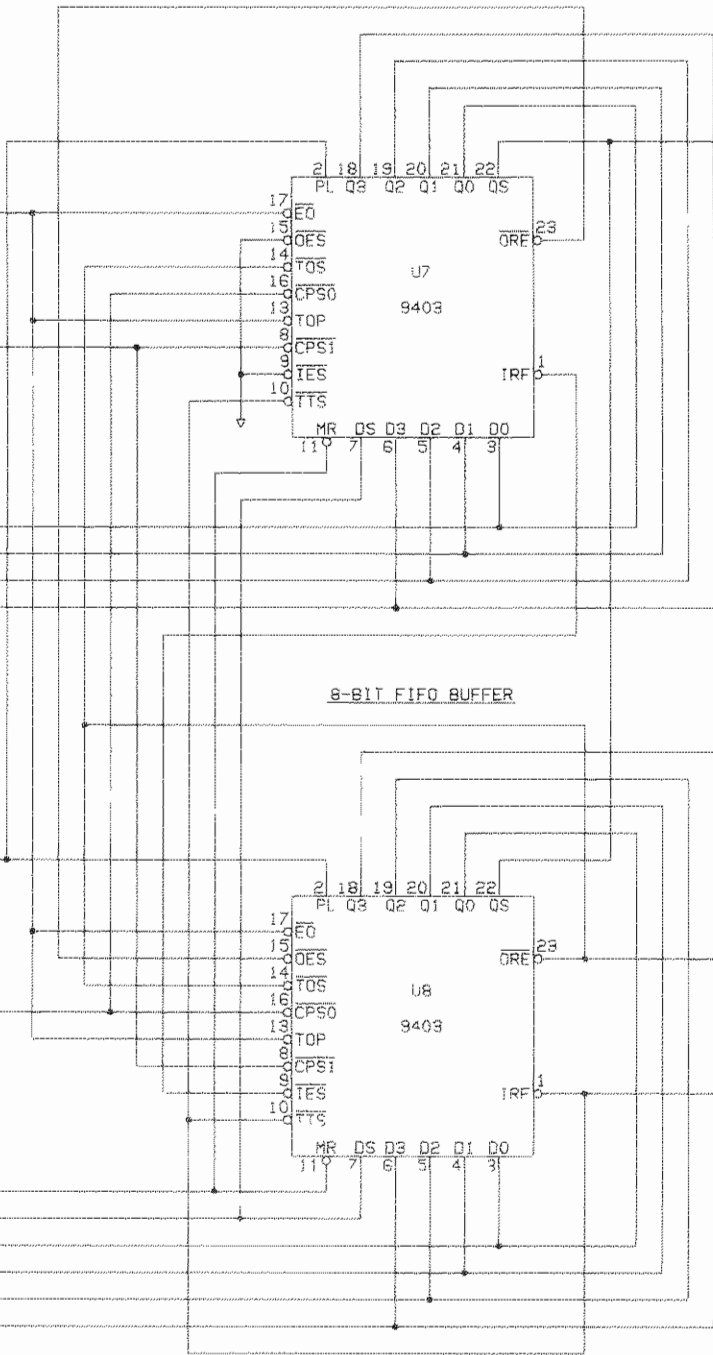 2 18 19 20 21 22
PL Q3 Q2 Q1 Q0 QS
17 EO
15 OES
14 TOS
16 CPSO
13 TOP
8 CPSI
9 IES
10 TTS
ORE 23
U7
9403
IRF 1
MR DS D3 D2 D1 D0
11 7 6 5 4 3
8-BIT FIFO BUFFER
2 18 19 20 21 22
PL Q3 Q2 Q1 Q0 QS
17 EO
15 OES
14 TOS
16 CPSO
13 TOP
8 CPSI
9 IES
10 TTS
ORE 23
U8
9403
IRF 1
MR DS D3 D2 D1 D0
11 7 6 5 4 3